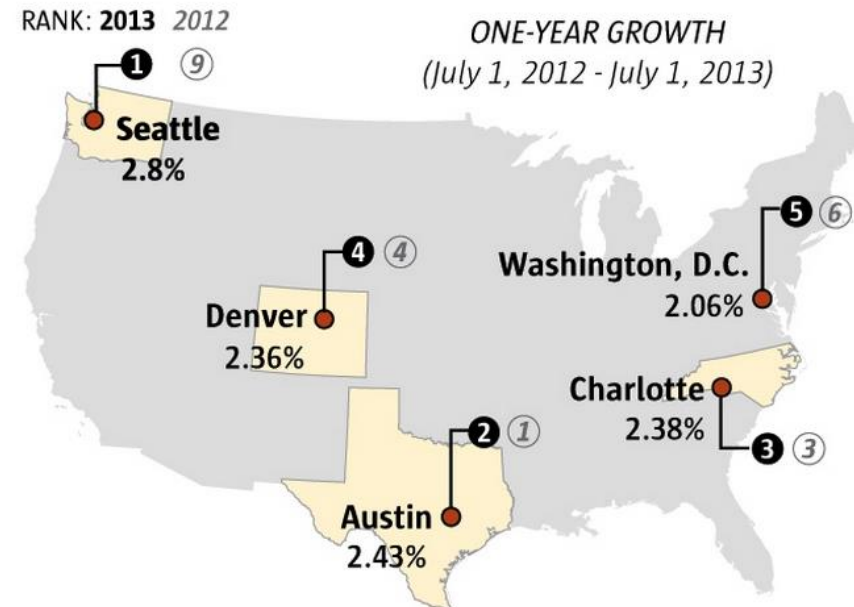 RANK: 2013 2012
ONE-YEAR GROWTH
(July 1, 2012 - July 1, 2013)
1 9
Seattle
2.8%
5 6
Washington, D.C.
2.06%
4 4
Denver
2.36%
Charlotte
2.38%
3 3
2 1
Austin
2.43%